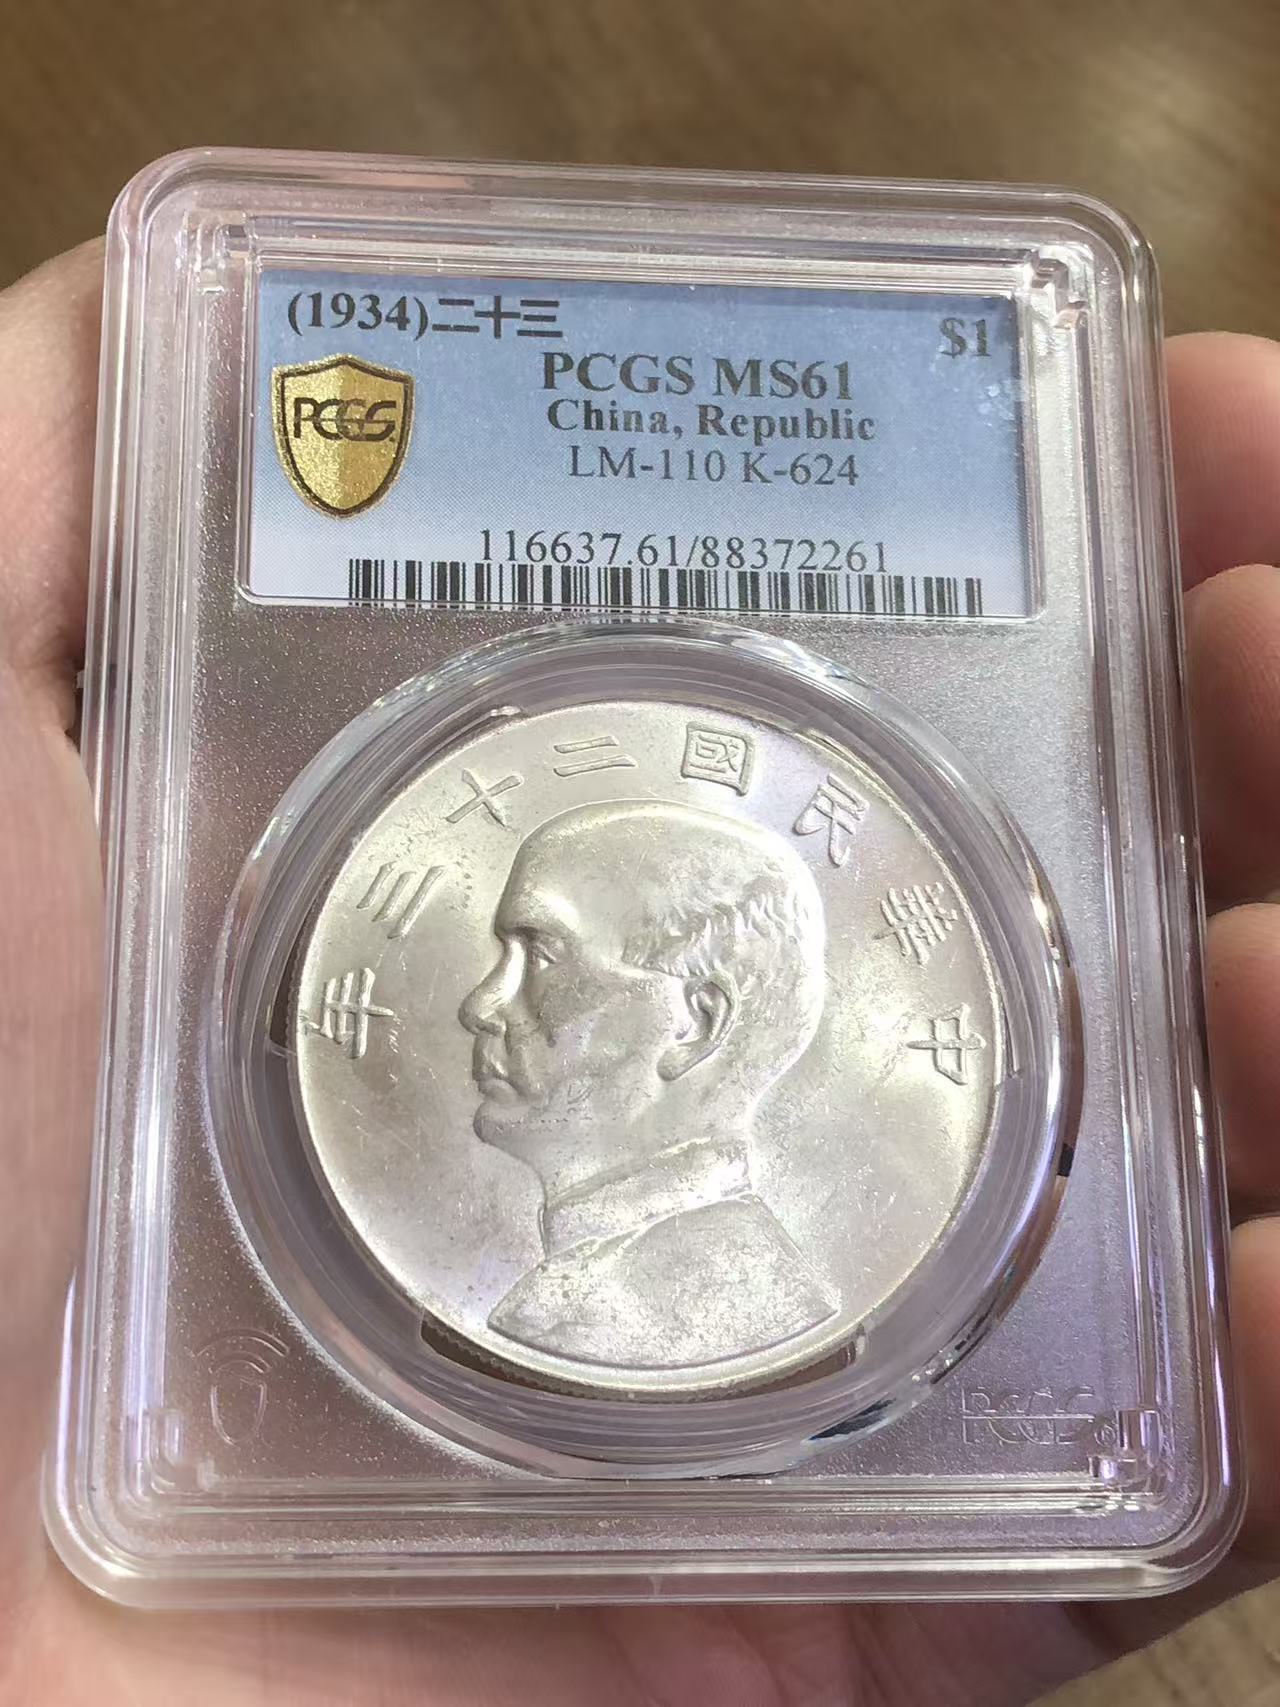 (1934)二十三 $1
PCGS MS61
China, Republic
LM-110 K-624
PCGS
116637.61/88372261
年三十二國民華中
PCGS